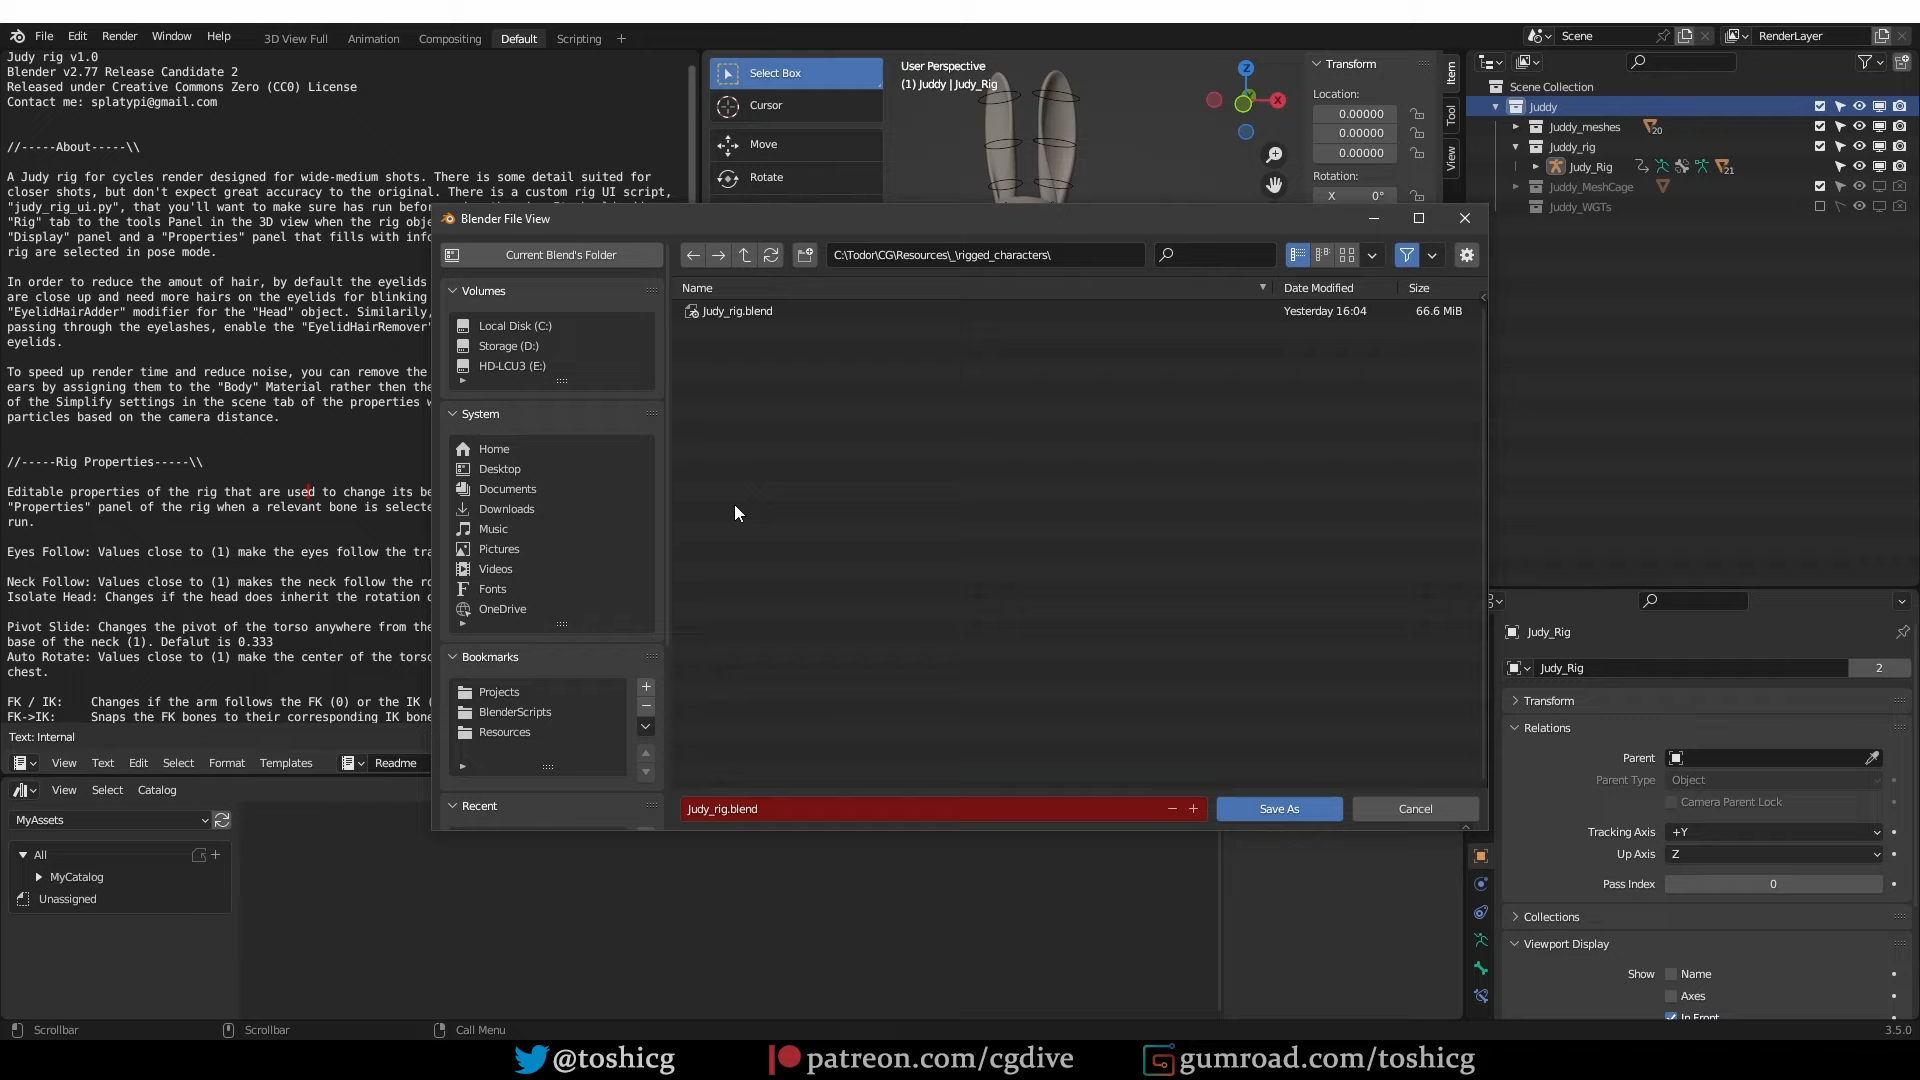 File Edit Render Window Help
3D View Full Animation Compositing Default Scripting +
Scene
RenderLayer
Judy rig v1.0
Blender v2.77 Release Candidate 2
Released under Creative Commons Zero (CC0) License
Contact me: splatypi@gmail.com
//-----About-----\\
A Judy rig for cycles render designed for wide-medium shots. There is some detail suited for
closer shots, but don't expect great accuracy to the original. There is a custom rig UI script,
"judy_rig_ui.py", that you'll want to make sure has run
"Rig" tab to the tools Panel in the 3D view when the rig
"Display" panel and a "Properties" panel that fills with
rig are selected in pose mode.
In order to reduce the amout of hair, by default the eyelids
are close up and need more hairs on the eyelids for blinking
"EyelidHairAdder" modifier for the "Head" object. Similarly,
passing through the eyelashes, enable the "EyelidHairRemover"
eyelids.
To speed up render time and reduce noise, you can remove the
ears by assigning them to the "Body" Material rather then the
of the Simplify settings in the scene tab of the properties
particles based on the camera distance.
//-----Rig Properties-----\\
Editable properties of the rig that are used to change its
"Properties" panel of the rig when a relevant bone is
run.
Eyes Follow: Values close to (1) make the eyes follow the
Neck Follow: Values close to (1) makes the neck follow the
Isolate Head: Changes if the head does inherit the rotation
Pivot Slide: Changes the pivot of the torso anywhere from the
base of the neck (1). Defalut is 0.333
Auto Rotate: Values close to (1) make the center of the
chest.
FK / IK: Changes if the arm follows the FK (0) or the IK (
FK->IK: Snaps the FK bones to their corresponding IK
Text: Internal
View Text Edit Select Format Templates Readme
View Select Catalog
MyAssets
All
MyCatalog
Unassigned
Select Box
Cursor
Move
Rotate
User Perspective
(1) Juddy | Judy_Rig
Z
X
Transform
Location:
0.00000
0.00000
0.00000
Rotation:
X 0°
Item
Tool
View
Scene Collection
Juddy
Juddy_meshes 20
Juddy_rig
Judy_Rig 21
Juddy_MeshCage
Juddy_WGTs
Blender File View
Current Blend's Folder
C:\Todor\CG\Resources\_\rigged_characters\
Volumes
Local Disk (C:)
Storage (D:)
HD-LCU3 (E:)
System
Home
Desktop
Documents
Downloads
Music
Pictures
Videos
Fonts
OneDrive
Bookmarks
Projects
BlenderScripts
Resources
Recent
Name Date Modified Size
Judy_rig.blend Yesterday 16:04 66.6 MiB
Judy_rig.blend
Save As
Cancel
Judy_Rig
Judy_Rig 2
Transform
Relations
Parent
Parent Type Object
Camera Parent Lock
Tracking Axis +Y
Up Axis Z
Pass Index 0
Collections
Viewport Display
Show Name
Axes
In Front
Scrollbar Scrollbar Call Menu
3.5.0
@toshicg patreon.com/cgdive gumroad.com/toshicg